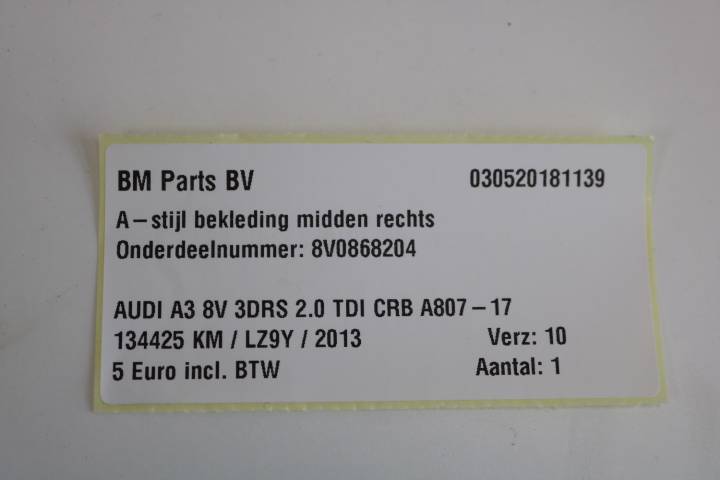 BM Parts BV 030520181139
A-stijl bekleding midden rechts
Onderdeelnummer: 8V0868204
AUDI A3 8V 3DRS 2.0 TDI CRB A807-17
134425 KM / LZ9Y / 2013 Verz: 10
5 Euro incl. BTW Aantal: 1